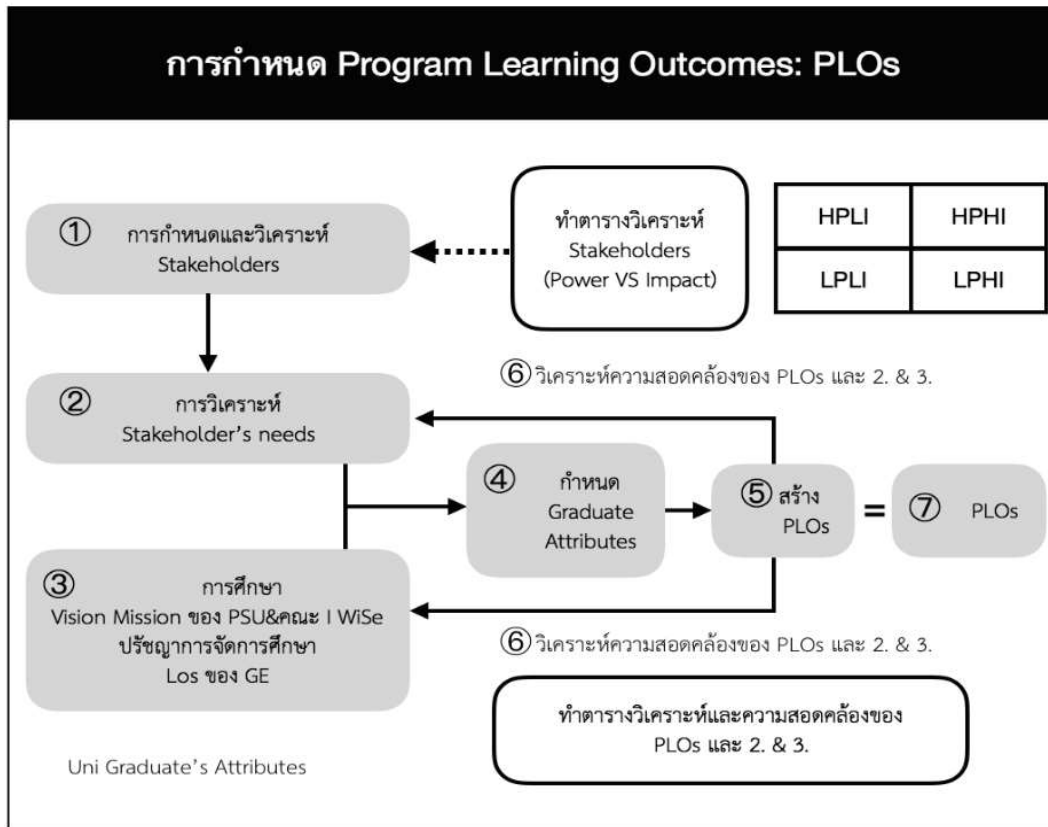 การกำหนด Program Learning Outcomes: PLOs
① การกำหนดและวิเคราะห์
Stakeholders
ทำตารางวิเคราะห์
Stakeholders
(Power VS Impact)
HPLI HPHI
LPLI LPHI
⑥ วิเคราะห์ความสอดคล้องของ PLOs และ 2. & 3.
② การวิเคราะห์
Stakeholder's needs
④ กำหนด
Graduate
Attributes
⑤ สร้าง
PLOs
=
⑦ PLOs
③ การศึกษา
Vision Mission ของ PSU&คณะ I WiSe
ปรัชญาการจัดการศึกษา
Los ของ GE
⑥ วิเคราะห์ความสอดคล้องของ PLOs และ 2. & 3.
ทำตารางวิเคราะห์และความสอดคล้องของ
PLOs และ 2. & 3.
Uni Graduate's Attributes